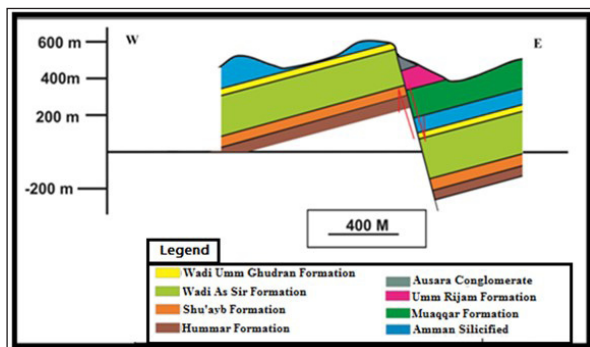 600 m
W
E
400m
200 m
-200 m
400 M
Legend
Wadi Umm Ghudran Formation
Wadi As Sir Formation
Shu'ayb Formation
Hummar Formation
Ausara Conglomerate
Umm Rijam Formation
Muaqqar Formation
Amman Silicified